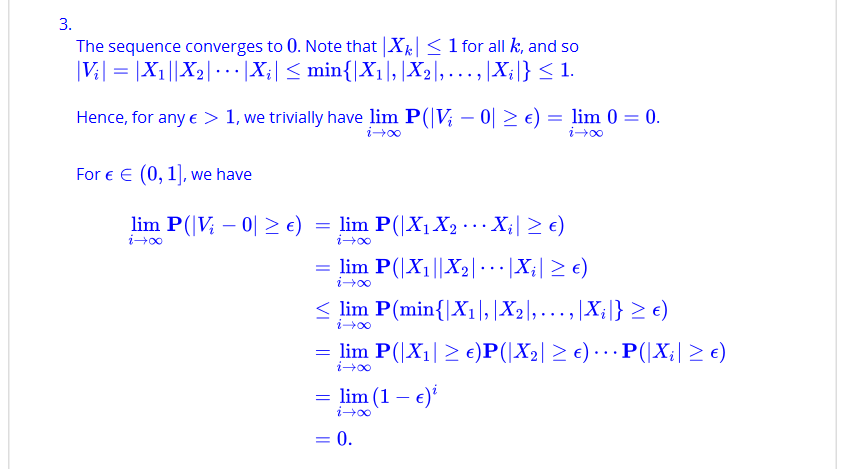 3.
The sequence converges to 0. Note that |X_k| ≤ 1 for all k, and so
|V_i| = |X_1||X_2| ⋯ |X_i| ≤ min{|X_1|, |X_2|, …, |X_i|} ≤ 1.
Hence, for any ϵ > 1, we trivially have lim_{i→∞} P(|V_i − 0| ≥ ϵ) = lim_{i→∞} 0 = 0.
For ϵ ∈ (0, 1], we have
lim_{i→∞} P(|V_i − 0| ≥ ϵ) = lim_{i→∞} P(|X_1 X_2 ⋯ X_i| ≥ ϵ)
= lim_{i→∞} P(|X_1||X_2| ⋯ |X_i| ≥ ϵ)
≤ lim_{i→∞} P(min{|X_1|, |X_2|, …, |X_i|} ≥ ϵ)
= lim_{i→∞} P(|X_1| ≥ ϵ)P(|X_2| ≥ ϵ) ⋯ P(|X_i| ≥ ϵ)
= lim_{i→∞} (1 − ϵ)^i
= 0.